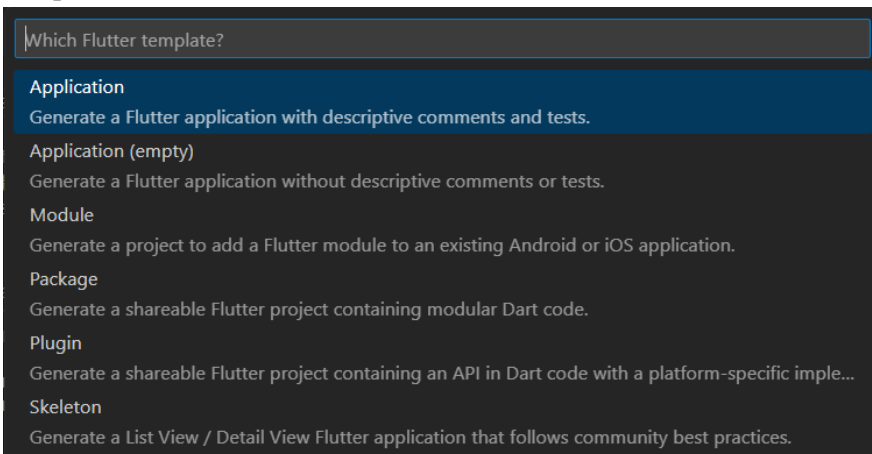 Which Flutter template?
Application
Generate a Flutter application with descriptive comments and tests.
Application (empty)
Generate a Flutter application without descriptive comments or tests.
Module
Generate a project to add a Flutter module to an existing Android or iOS application.
Package
Generate a shareable Flutter project containing modular Dart code.
Plugin
Generate a shareable Flutter project containing an API in Dart code with a platform-specific imple...
Skeleton
Generate a List View / Detail View Flutter application that follows community best practices.